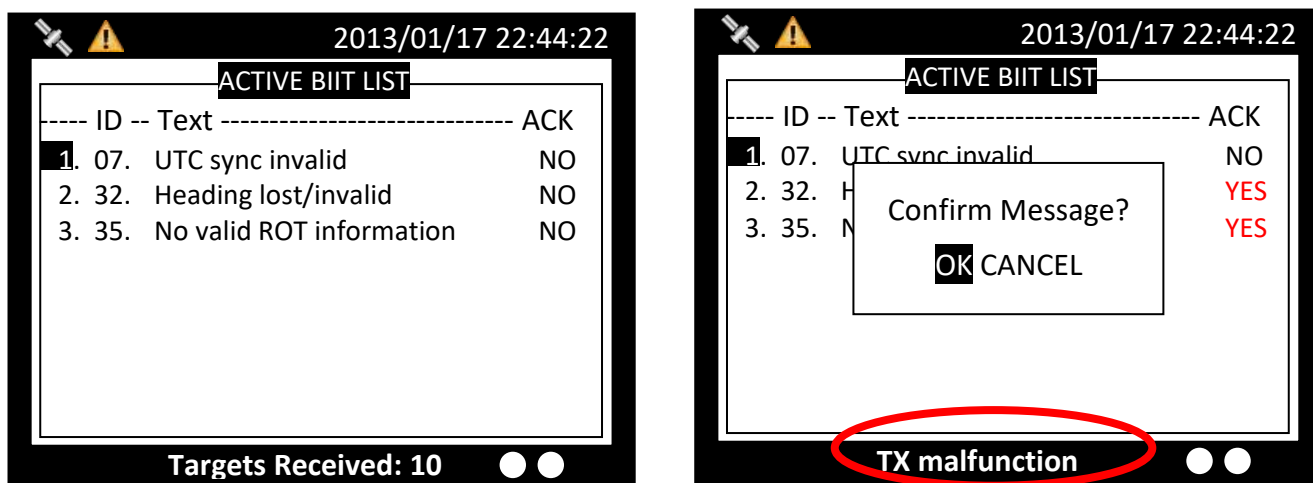 2013/01/17 22:44:22
ACTIVE BIIT LIST
----- ID -- Text ------------------------------ ACK
1. 07. UTC sync invalid NO
2. 32. Heading lost/invalid NO
3. 35. No valid ROT information NO
Targets Received: 10
2013/01/17 22:44:22
ACTIVE BIIT LIST
----- ID -- Text ------------------------------ ACK
1. 07. UTC sync invalid NO
2. 32. H YES
3. 35. N YES
Confirm Message?
OK CANCEL
TX malfunction